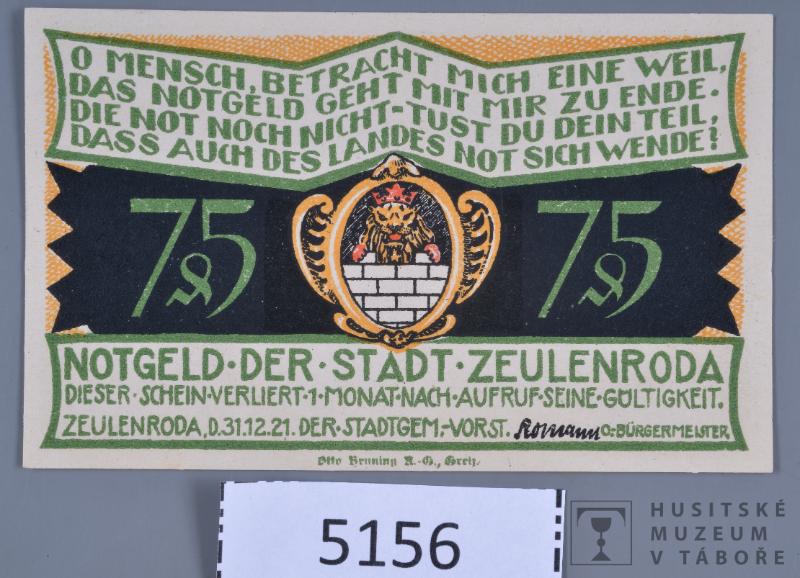 O MENSCH, BETRACHT MICH EINE WEIL,
DAS NOTGELD GEHT MIT MIR ZU ENDE.
DIE NOT NOCH NICHT-TUST DU DEIN TEIL,
DASS AUCH DES LANDES NOT SICH WENDE?
75 ₰ 75 ₰
NOTGELD·DER·STADT·ZEULENRODA
DIESER·SCHEIN·VERLIERT·1·MONAT·NACH·AUFRUF·SEINE·GÜLTIGKEIT.
ZEULENRODA, D. 31.12.21. DER STADTGEM.-VORST. O.-BÜRGERMEISTER
Otto Henning A.-G., Greiz.
5156
HUSITSKÉ
MUZEUM
V TÁBOŘE